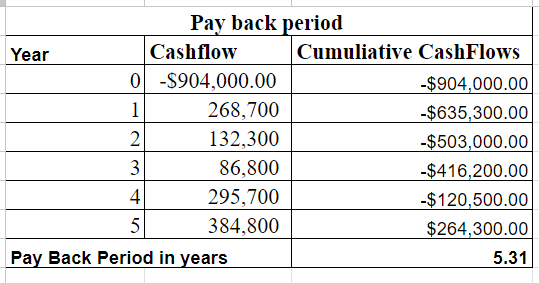 Pay back period
Year Cashflow Cumuliative CashFlows
0 -$904,000.00 -$904,000.00
1 268,700 -$635,300.00
2 132,300 -$503,000.00
3 86,800 -$416,200.00
4 295,700 -$120,500.00
5 384,800 $264,300.00
Pay Back Period in years 5.31